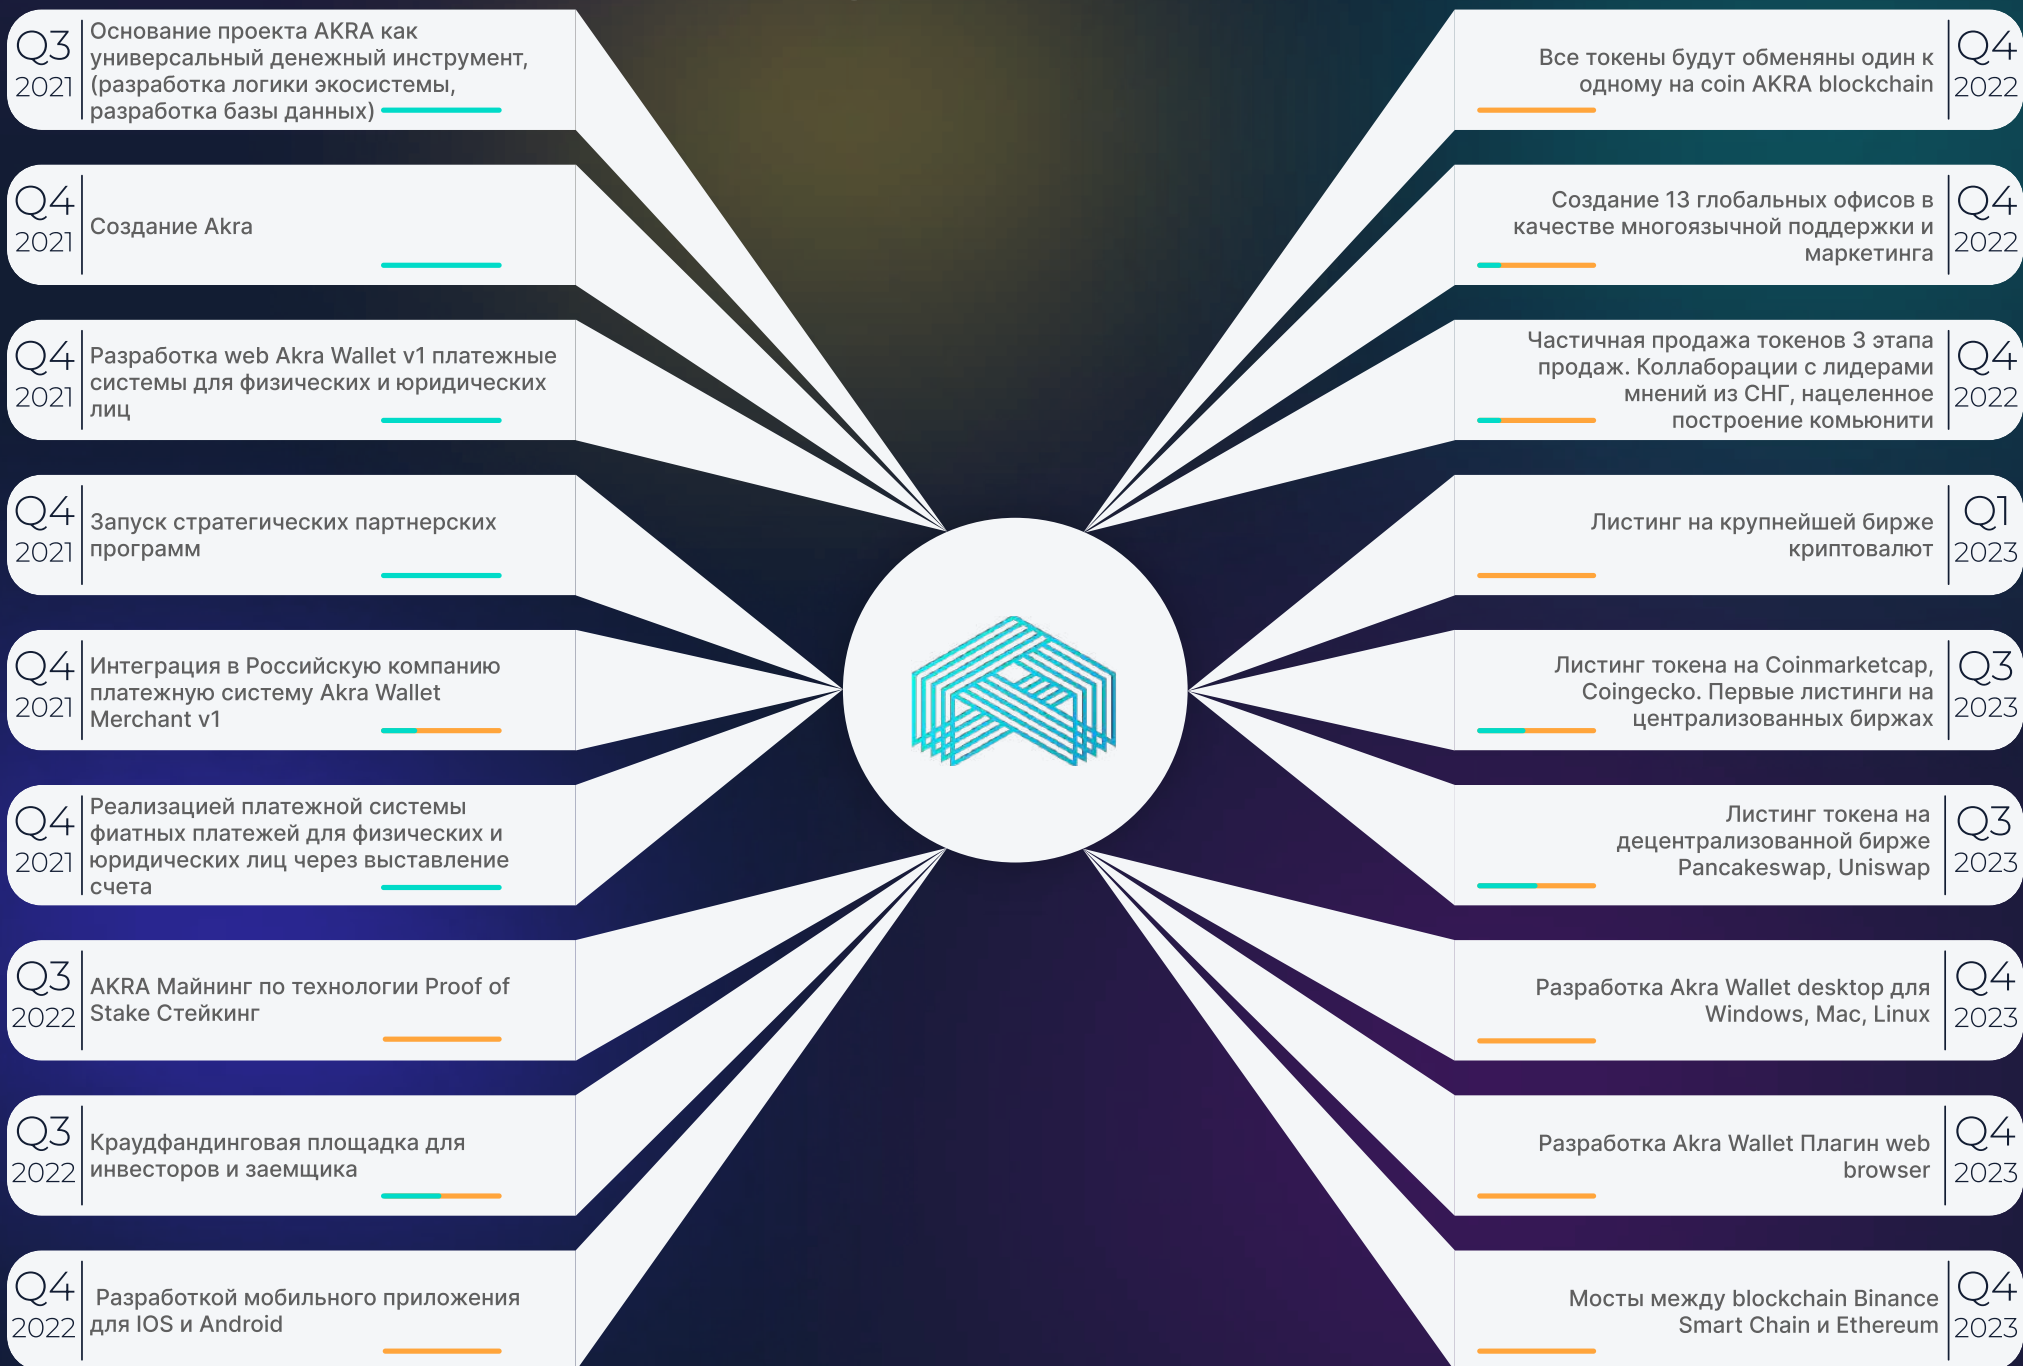 Q3
2021
Основание проекта AKRA как
универсальный денежный инструмент,
(разработка логики экосистемы,
разработка базы данных)
Q4
2021
Создание Akra
Q4
2021
Разработка web Akra Wallet v1 платежные
системы для физических и юридических
лиц
Q4
2021
Запуск стратегических партнерских
программ
Q4
2021
Интеграция в Российскую компанию
платежную систему Akra Wallet
Merchant v1
Q4
2021
Реализацией платежной системы
фиатных платежей для физических и
юридических лиц через выставление
счета
Q3
2022
AKRA Майнинг по технологии Proof of
Stake Стейкинг
Q3
2022
Краудфандинговая площадка для
инвесторов и заемщика
Q4
2022
Разработкой мобильного приложения
для IOS и Android
Все токены будут обменяны один к
одному на coin AKRA blockchain
Q4
2022
Создание 13 глобальных офисов в
качестве многоязычной поддержки и
маркетинга
Q4
2022
Частичная продажа токенов 3 этапа
продаж. Коллаборации с лидерами
мнений из СНГ, нацеленное
построение комьюнити
Q4
2022
Листинг на крупнейшей бирже
криптовалют
Q1
2023
Листинг токена на Coinmarketcap,
Coingecko. Первые листинги на
централизованных биржах
Q3
2023
Листинг токена на
децентрализованной бирже
Pancakeswap, Uniswap
Q3
2023
Разработка Akra Wallet desktop для
Windows, Mac, Linux
Q4
2023
Разработка Akra Wallet Плагин web
browser
Q4
2023
Мосты между blockchain Binance
Smart Chain и Ethereum
Q4
2023